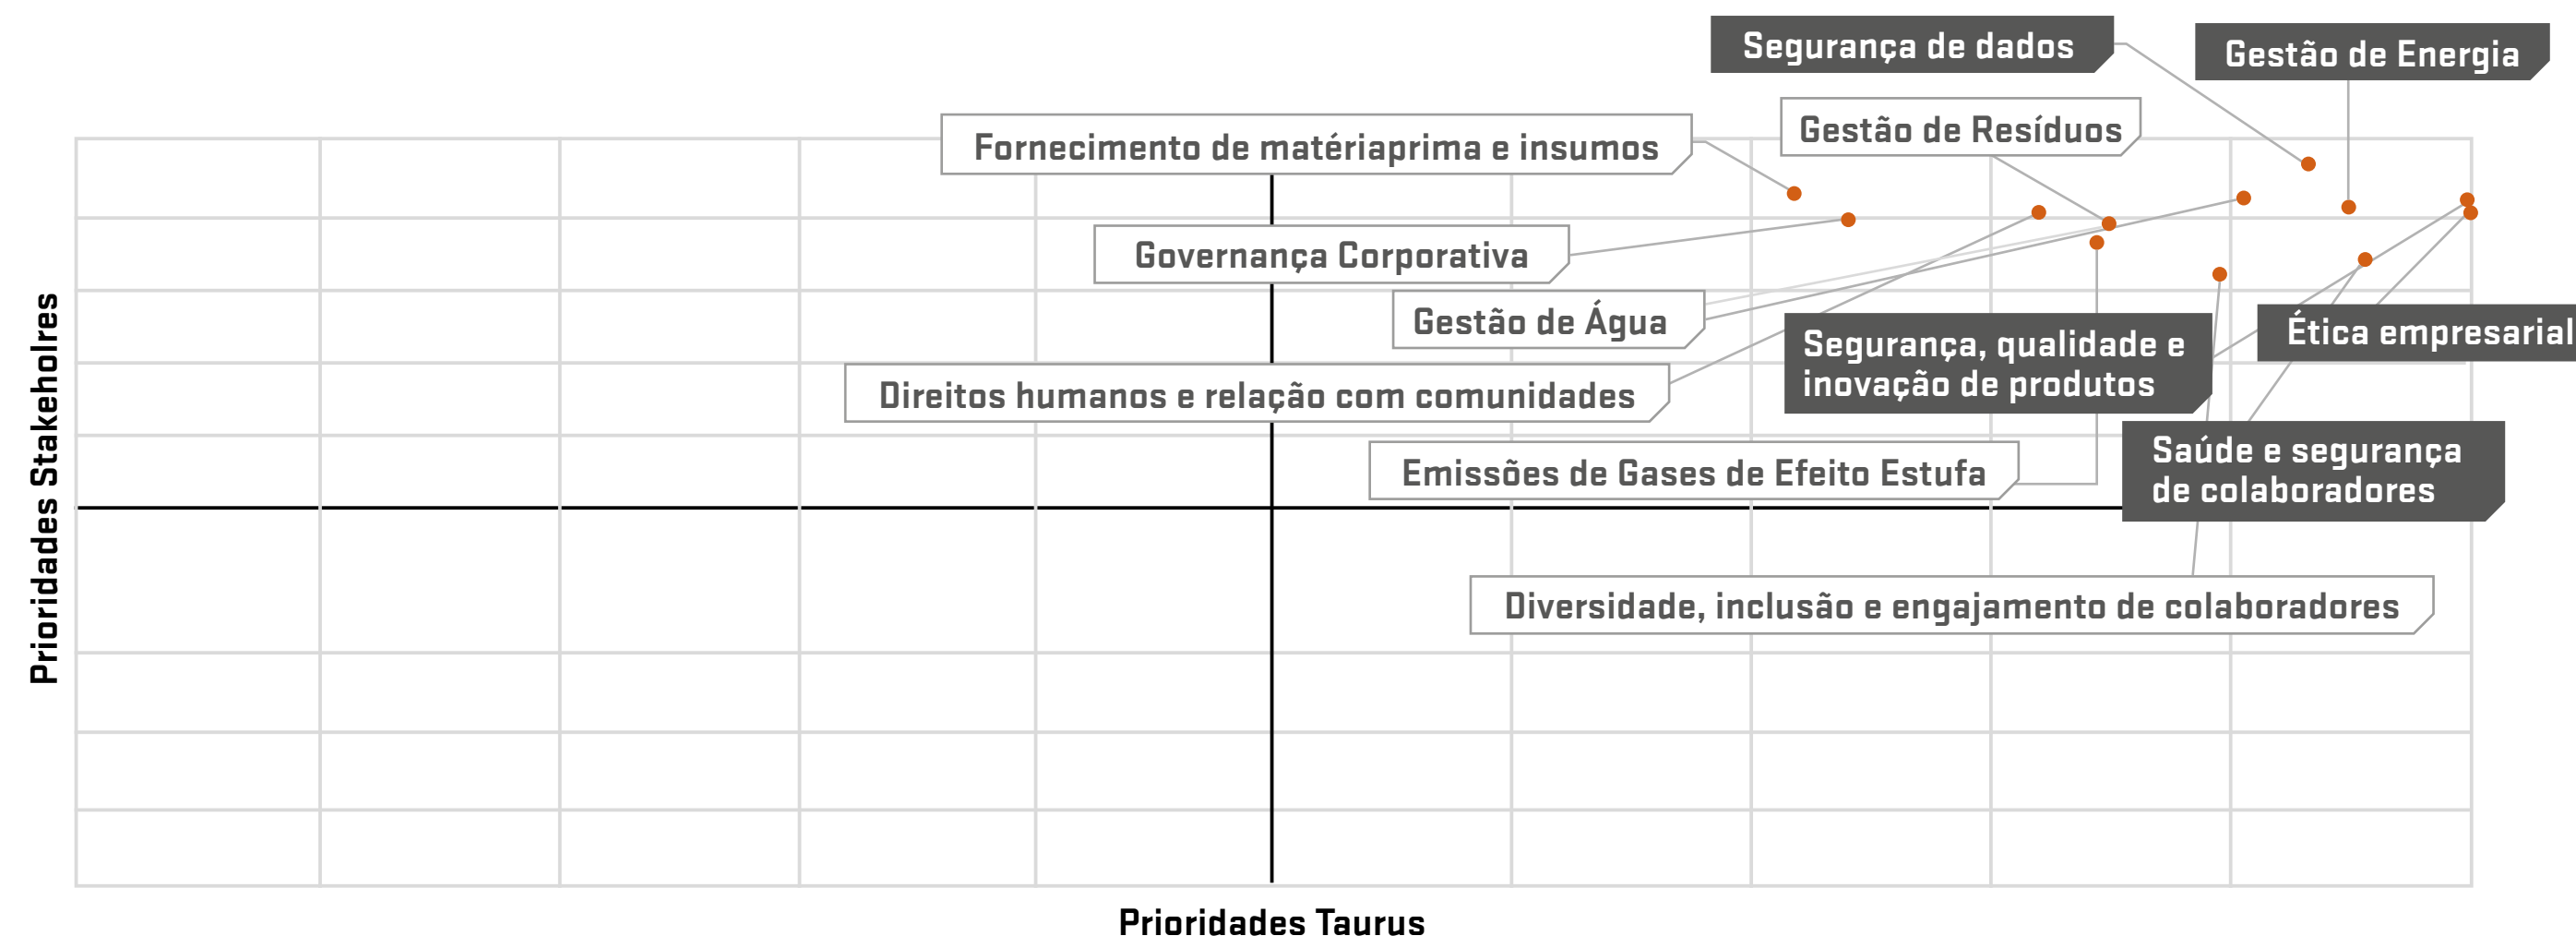 Segurança de dados
Gestão de Energia
Gestão de Resíduos
Fornecimento de matériaprima e insumos
Governança Corporativa
Gestão de Água
Segurança, qualidade e
inovação de produtos
Ética empresarial
Direitos humanos e relação com comunidades
Emissões de Gases de Efeito Estufa
Saúde e segurança
de colaboradores
Diversidade, inclusão e engajamento de colaboradores
Prioridades Stakeholres
Prioridades Taurus